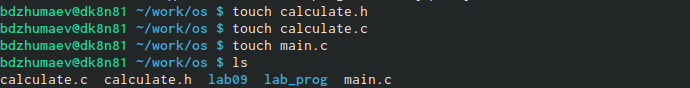 bdzhumaev@dk8n81 ~/work/os $ touch calculate.h
bdzhumaev@dk8n81 ~/work/os $ touch calculate.c
bdzhumaev@dk8n81 ~/work/os $ touch main.c
bdzhumaev@dk8n81 ~/work/os $ ls
calculate.c  calculate.h  lab09  lab_prog  main.c